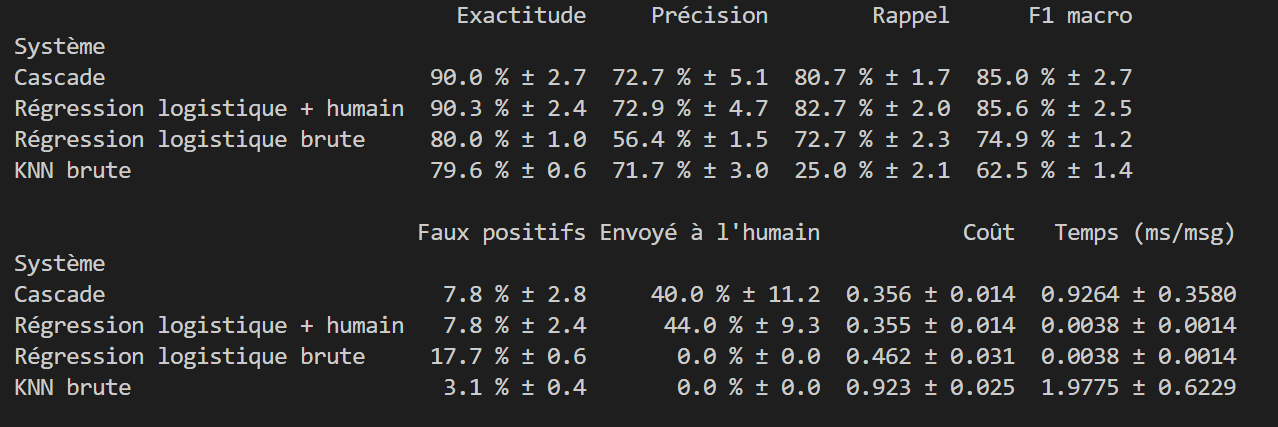 Exactitude Précision Rappel F1 macro
Système
Cascade 90.0 % ± 2.7 72.7 % ± 5.1 80.7 % ± 1.7 85.0 % ± 2.7
Régression logistique + humain 90.3 % ± 2.4 72.9 % ± 4.7 82.7 % ± 2.0 85.6 % ± 2.5
Régression logistique brute 80.0 % ± 1.0 56.4 % ± 1.5 72.7 % ± 2.3 74.9 % ± 1.2
KNN brute 79.6 % ± 0.6 71.7 % ± 3.0 25.0 % ± 2.1 62.5 % ± 1.4
Faux positifs Envoyé à l'humain Coût Temps (ms/msg)
Système
Cascade 7.8 % ± 2.8 40.0 % ± 11.2 0.356 ± 0.014 0.9264 ± 0.3580
Régression logistique + humain 7.8 % ± 2.4 44.0 % ± 9.3 0.355 ± 0.014 0.0038 ± 0.0014
Régression logistique brute 17.7 % ± 0.6 0.0 % ± 0.0 0.462 ± 0.031 0.0038 ± 0.0014
KNN brute 3.1 % ± 0.4 0.0 % ± 0.0 0.923 ± 0.025 1.9775 ± 0.6229